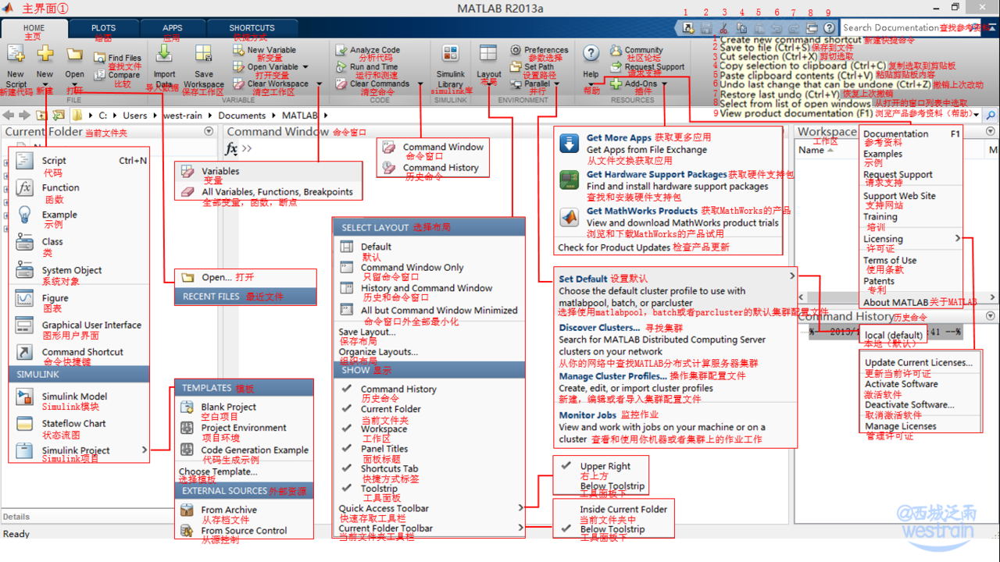 主界面①
MATLAB R2013a
HOME
主页
PLOTS
绘图
APPS
应用
SHORTCUTS
快捷方式
1 2 3 4 5 6 7 8 9
Search Documentation查找参考资料
New Script
新建代码
New
新建
Open
打开
Find Files
查找文件
Compare
比较
FILE
Import Data
导入数据
Save Workspace
保存工作区
New Variable
新变量
Open Variable
打开变量
Clear Workspace
清空工作区
VARIABLE
Analyze Code
分析代码
Run and Time
运行和测速
Clear Commands
清空命令
CODE
Simulink Library
simulink库
SIMULINK
Layout
布局
Preferences
参数选择
Set Path
设置路径
Parallel
并行
ENVIRONMENT
Help
帮助
Community
社区论坛
Request Support
请求支持
Add-Ons
插件
RESOURCES
1 Create new command shortcut 新建快捷命令
2 Save to file (Ctrl+S)保存到文件
3 Cut selection (Ctrl+X) 剪切选取
4 Copy selection to clipboard (Ctrl+C) 复制选取到剪贴板
5 Paste clipboard contents (Ctrl+V) 粘贴剪贴板内容
6 Undo last change that can be undone (Ctrl+Z)撤销上次改动
7 Restore last undo (Ctrl+Y) 恢复上次撤销
8 Select from list of open windows 从打开的窗口列表中选取
9 View product documentation (F1) 浏览产品参考资料（帮助）
C: Users west-rain Documents MATLAB
Current Folder 当前文件夹
Script Ctrl+N
代码
Function
函数
Example
示例
Class
类
System Object
系统对象
Figure
图表
Graphical User Interface
图形用户界面
Command Shortcut
命令快捷键
SIMULINK
Simulink Model
Simulink模块
Stateflow Chart
状态流图
Simulink Project
Simulink项目
Details
Ready
Command Window 命令窗口
fx >>
Variables
变量
All Variables, Functions, Breakpoints
全部变量，函数，断点
Open... 打开
RECENT FILES 最近文件
TEMPLATES 模板
Blank Project
空白项目
Project Environment
项目环境
Code Generation Example
代码生成示例
Choose Template...
选择模板
EXTERNAL SOURCES外部资源
From Archive
从存档文件
From Source Control
从源控制
Command Window
命令窗口
Command History
历史命令
SELECT LAYOUT 选择布局
Default
默认
Command Window Only
只留命令窗口
History and Command Window
历史和命令窗口
All but Command Window Minimized
命令窗口外全部最小化
Save Layout...
保存布局
Organize Layouts...
组织布局
SHOW 显示
Command History
历史命令
Current Folder
当前文件夹
Workspace
工作区
Panel Titles
面板标题
Shortcuts Tab
快捷方式标签
Toolstrip
工具面板
Quick Access Toolbar
快速存取工具栏
Current Folder Toolbar
当前文件夹工具栏
Get More Apps 获取更多应用
Get Apps from File Exchange
从文件交换获取应用
Get Hardware Support Packages获取硬件支持包
Find and install hardware support packages
查找和安装硬件支持包
Get MathWorks Products 获取MathWorks的产品
View and download MathWorks product trials
浏览和下载MathWorks的产品试用
Check for Product Updates 检查产品更新
Set Default 设置默认
Choose the default cluster profile to use with
matlabpool, batch, or parcluster
选择使用matlabpool，batch或者parcluster的默认集群配置文件
Discover Clusters... 寻找集群
Search for MATLAB Distributed Computing Server
clusters on your network
从你的网络中查找MATLAB分布式计算服务器集群
Manage Cluster Profiles... 操作集群配置文件
Create, edit, or import cluster profiles
新建，编辑或者导入集群配置文件
Monitor Jobs 监控作业
View and work with jobs on your machine or on a
cluster 查看和使用你机器或者集群上的作业工作
Upper Right
右上方
Below Toolstrip
工具面板下
Inside Current Folder
当前文件夹中
Below Toolstrip
工具面板下
Workspace
工作区
Name
M
Documentation F1
参考资料
Examples
示例
Request Support
请求支持
Support Web Site
支持网站
Training
培训
Licensing
许可证
Terms of Use
使用条款
Patents
专利
About MATLAB关于MATLAB
Command History历史命令
%-- 2013/1
:41 --%
local (default)
本地（默认）
Update Current Licenses...
更新当前许可证
Activate Software
激活软件
Deactivate Software...
取消激活软件
Manage Licenses
管理许可证
@西城泛雨
westrain